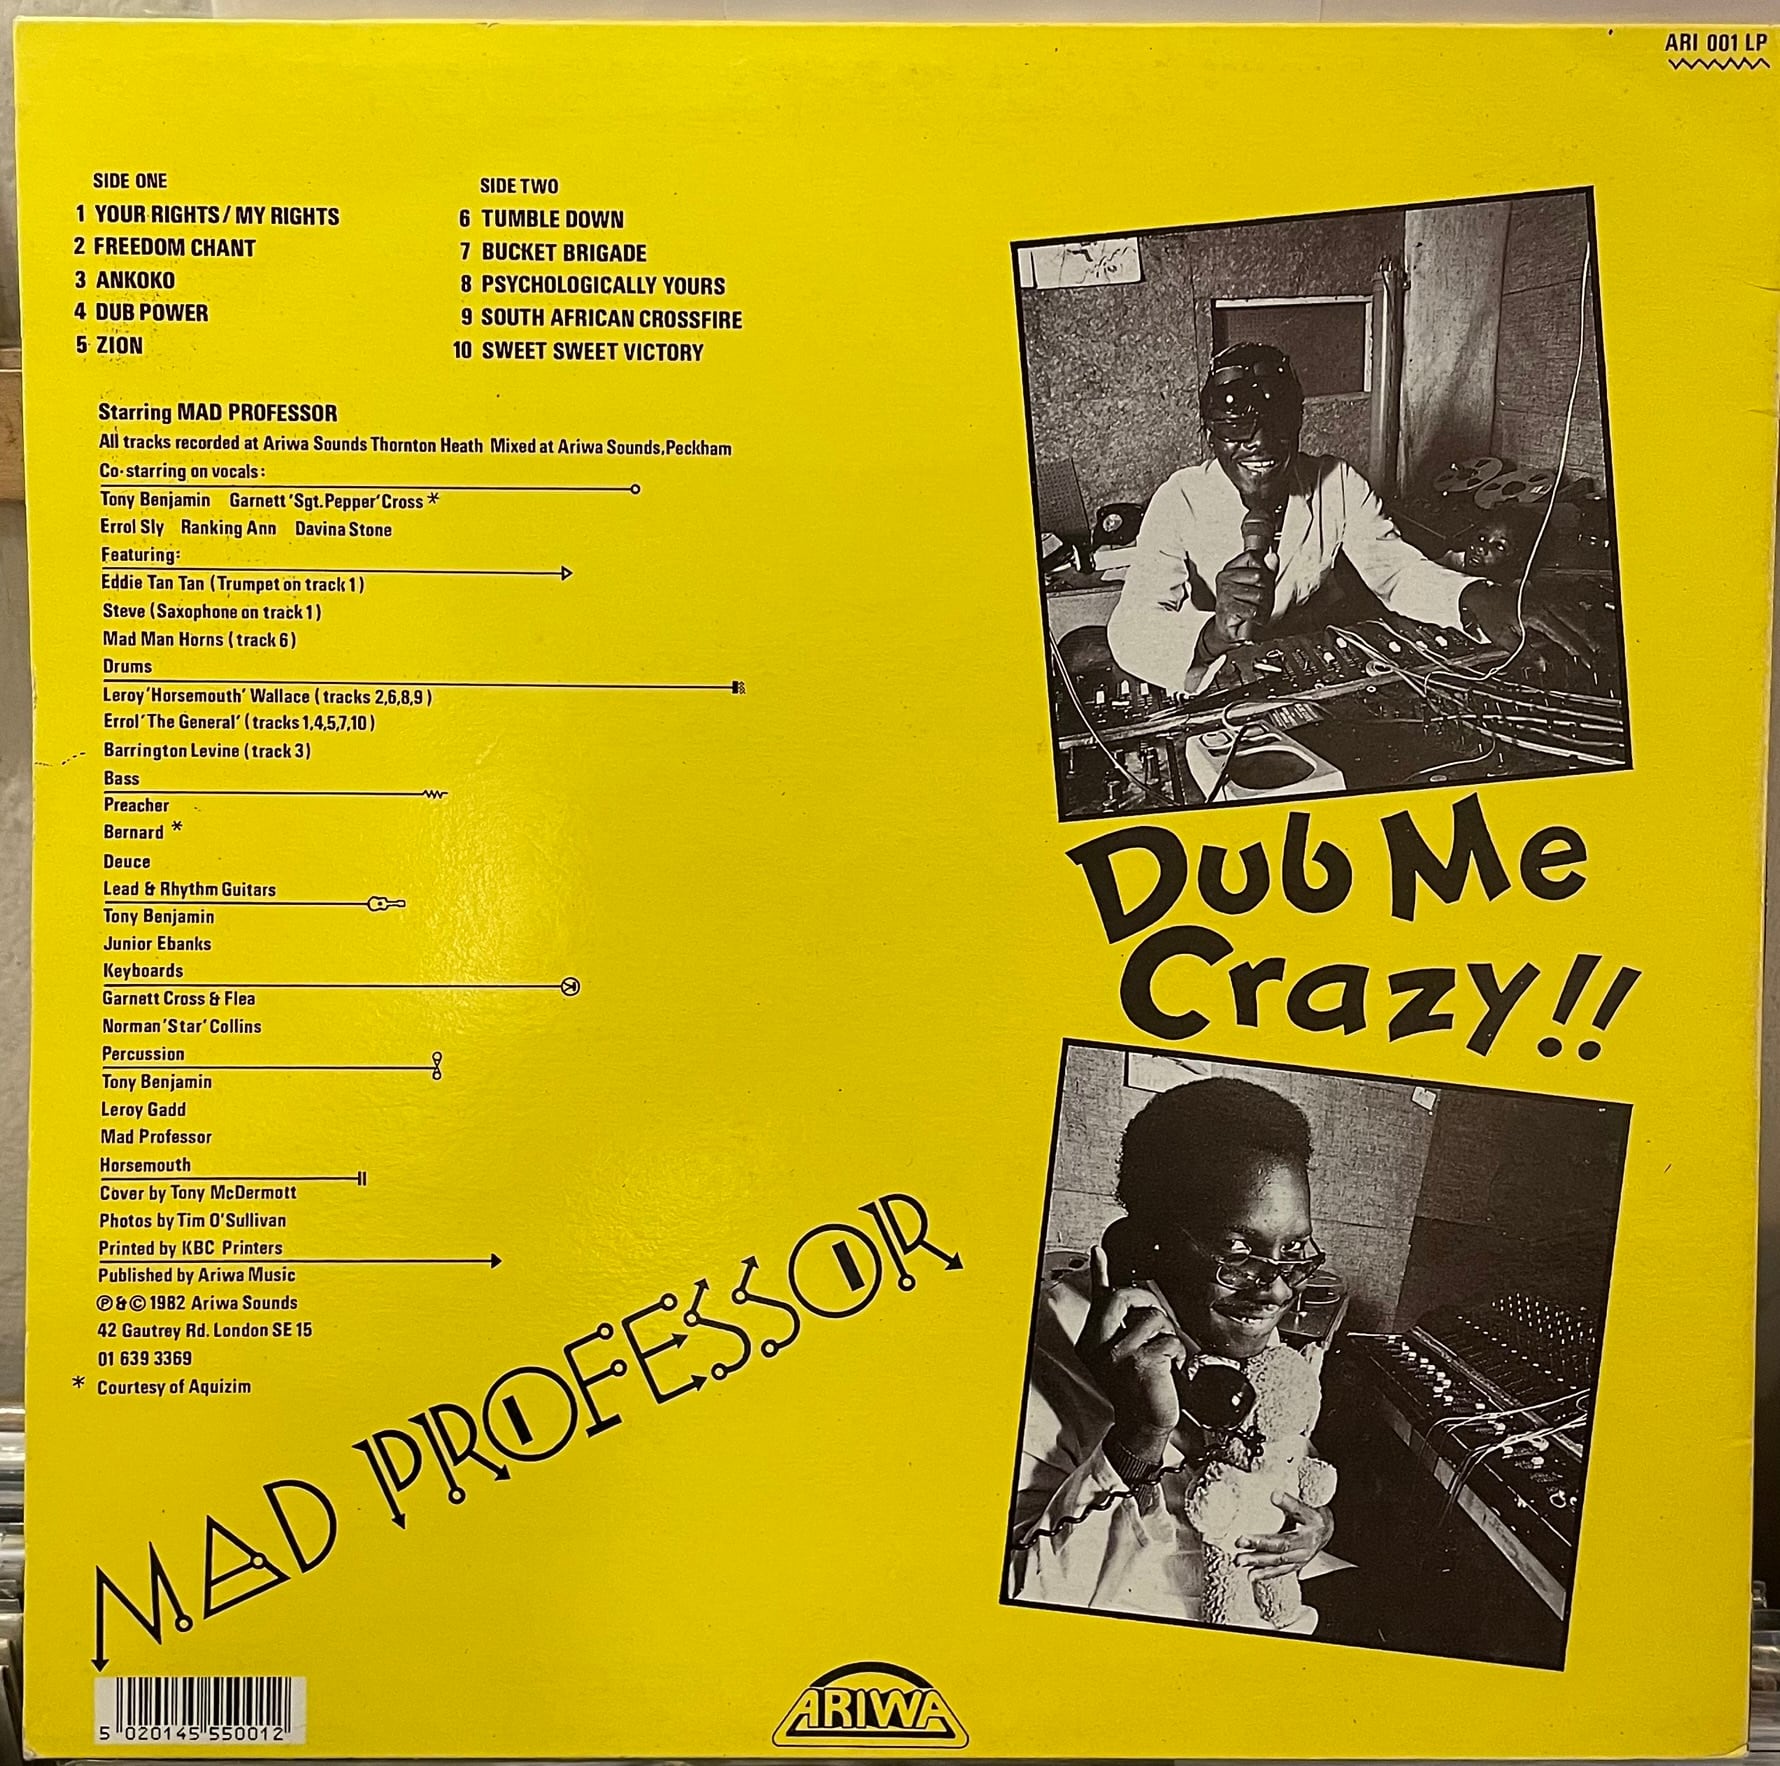 ARI 001 LP
SIDE ONE
1 YOUR RIGHTS / MY RIGHTS
2 FREEDOM CHANT
3 ANKOKO
4 DUB POWER
5 ZION
SIDE TWO
6 TUMBLE DOWN
7 BUCKET BRIGADE
8 PSYCHOLOGICALLY YOURS
9 SOUTH AFRICAN CROSSFIRE
10 SWEET SWEET VICTORY
Starring MAD PROFESSOR
All tracks recorded at Ariwa Sounds Thornton Heath Mixed at Ariwa Sounds,Peckham
Co-starring on vocals:
Tony Benjamin Garnett 'Sgt.Pepper' Cross *
Errol Sly Ranking Ann Davina Stone
Featuring:
Eddie Tan Tan (Trumpet on track 1)
Steve (Saxophone on track 1)
Mad Man Horns (track 6)
Drums
Leroy 'Horsemouth' Wallace (tracks 2,6,8,9)
Errol 'The General' (tracks 1,4,5,7,10)
Barrington Levine (track 3)
Bass
Preacher
Bernard *
Deuce
Lead & Rhythm Guitars
Tony Benjamin
Junior Ebanks
Keyboards
Garnett Cross & Flea
Norman 'Star' Collins
Percussion
Tony Benjamin
Leroy Gadd
Mad Professor
Horsemouth
Cover by Tony McDermott
Photos by Tim O'Sullivan
Printed by KBC Printers
Published by Ariwa Music
℗ & © 1982 Ariwa Sounds
42 Gautrey Rd. London SE 15
01 639 3369
* Courtesy of Aquizim
Dub Me
Crazy!!
MAD PROFESSOR
ARIWA
5 020145 550012